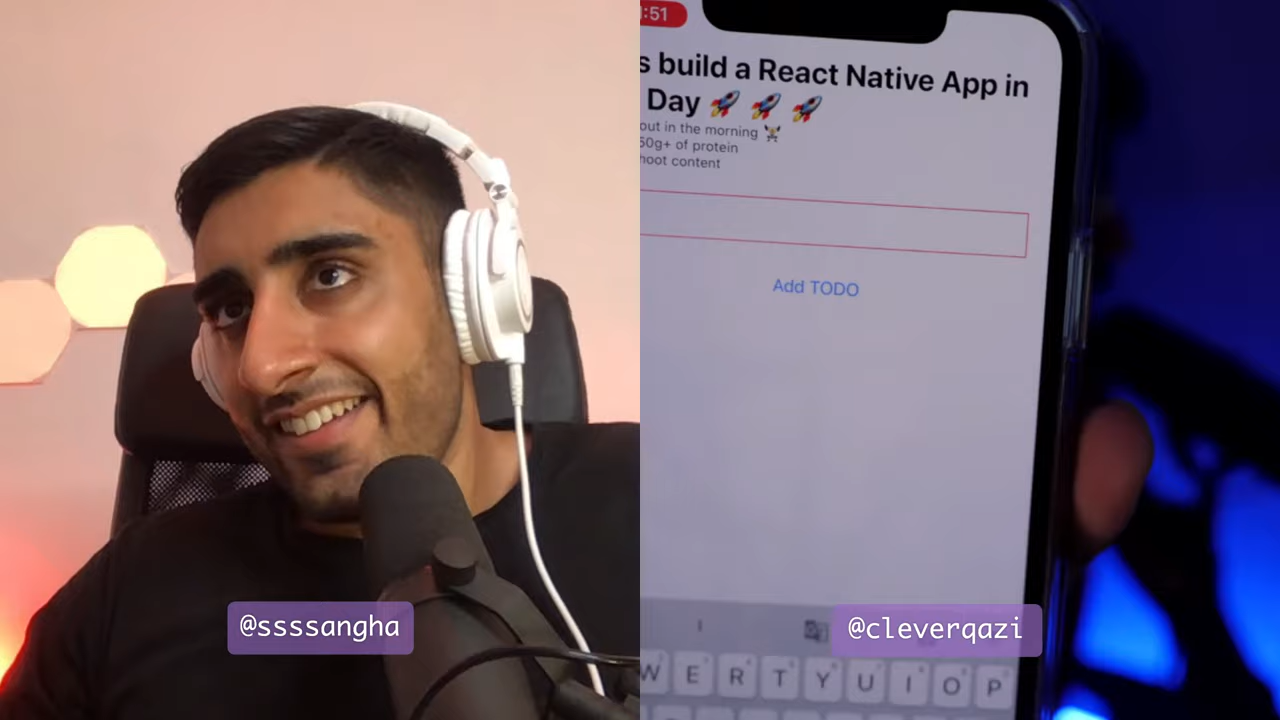 :51
s build a React Native App in
Day 🚀 🚀 🚀
out in the morning
50g+ of protein
hoot content
Add TODO
@ssssangha
@cleverqazi
W E R T Y U I O P